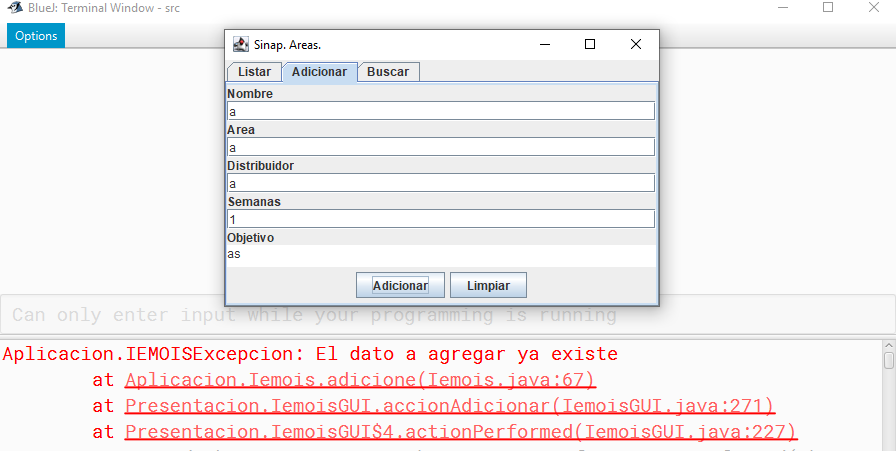 BlueJ: Terminal Window - src
Options
Sinap. Areas.
Listar Adicionar Buscar
Nombre
a
Area
a
Distribuidor
a
Semanas
1
Objetivo
as
Adicionar Limpiar
Can only enter input while your programming is running
Aplicacion.IEMOISExcepcion: El dato a agregar ya existe
at Aplicacion.Iemois.adicione(Iemois.java:67)
at Presentacion.IemoisGUI.accionAdicionar(IemoisGUI.java:271)
at Presentacion.IemoisGUI$4.actionPerformed(IemoisGUI.java:227)